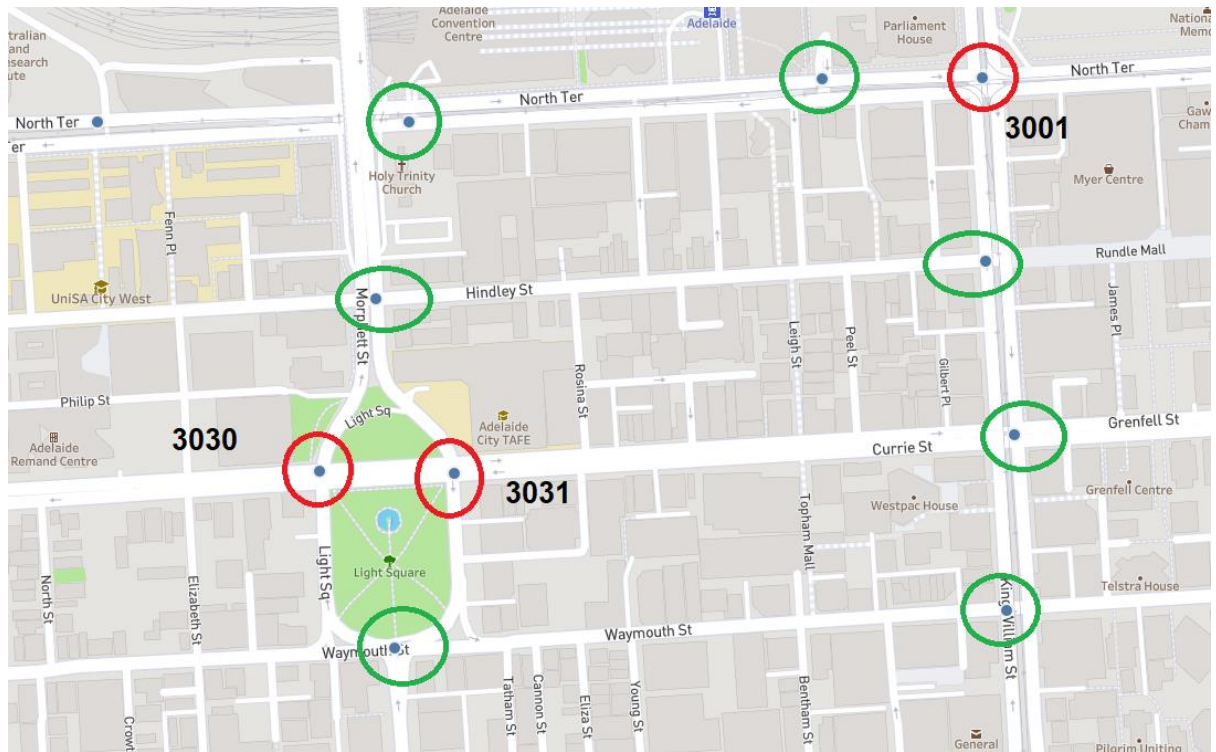 Adelaide
Convention
Centre
Adelaide
Parliament
House
National
Memo
stralian
and
esearch
ute
North Ter
North Ter
North Ter
North Ter
er
3001
Holy Trinity
Church
Gaw
Cham
Myer Centre
Fenn Pl
UniSA City West
Rundle Mall
Hindley St
Morphett St
James Pl
Leigh St
Peel St
Rosina St
Gilbert Pl
Philip St
Light Sq
Adelaide
City TAFE
Grenfell St
3030
Adelaide
Remand Centre
Currie St
3031
Westpac House
Grenfell Centre
Topham Mall
Light Square
Light Sq
North St
Elizabeth St
Telstra House
King William St
Waymouth St
Waymouth St
Crowt
Tatham St
Cannon St
Eliza St
Young St
Bentham St
General
Pilgrim Uniting